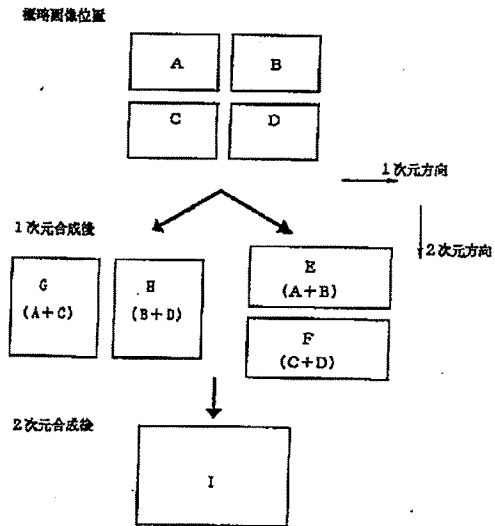 概略画像位置
A
B
C
D
1次元方向
2次元方向
1次元合成後
G
(A+C)
H
(B+D)
E
(A+B)
F
(C+D)
2次元合成後
I